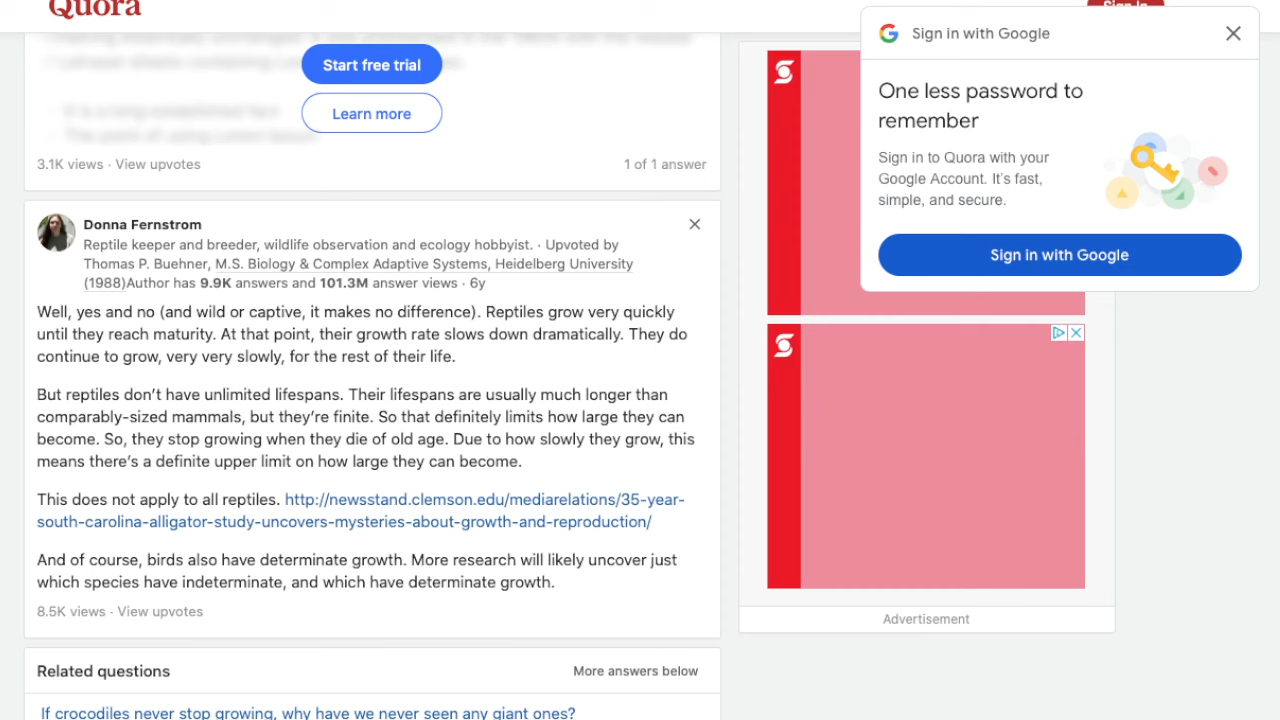 Quora
Sign In
Start free trial
Learn more
3.1K views · View upvotes
1 of 1 answer
Donna Fernstrom
Reptile keeper and breeder, wildlife observation and ecology hobbyist. · Upvoted by
Thomas P. Buehner, M.S. Biology & Complex Adaptive Systems, Heidelberg University
(1988)Author has 9.9K answers and 101.3M answer views · 6y
Well, yes and no (and wild or captive, it makes no difference). Reptiles grow very quickly
until they reach maturity. At that point, their growth rate slows down dramatically. They do
continue to grow, very very slowly, for the rest of their life.
But reptiles don’t have unlimited lifespans. Their lifespans are usually much longer than
comparably-sized mammals, but they’re finite. So that definitely limits how large they can
become. So, they stop growing when they die of old age. Due to how slowly they grow, this
means there’s a definite upper limit on how large they can become.
This does not apply to all reptiles. http://newsstand.clemson.edu/mediarelations/35-year-
south-carolina-alligator-study-uncovers-mysteries-about-growth-and-reproduction/
And of course, birds also have determinate growth. More research will likely uncover just
which species have indeterminate, and which have determinate growth.
8.5K views · View upvotes
Related questions
More answers below
If crocodiles never stop growing, why have we never seen any giant ones?
Sign in with Google
One less password to
remember
Sign in to Quora with your
Google Account. It’s fast,
simple, and secure.
Sign in with Google
Advertisement